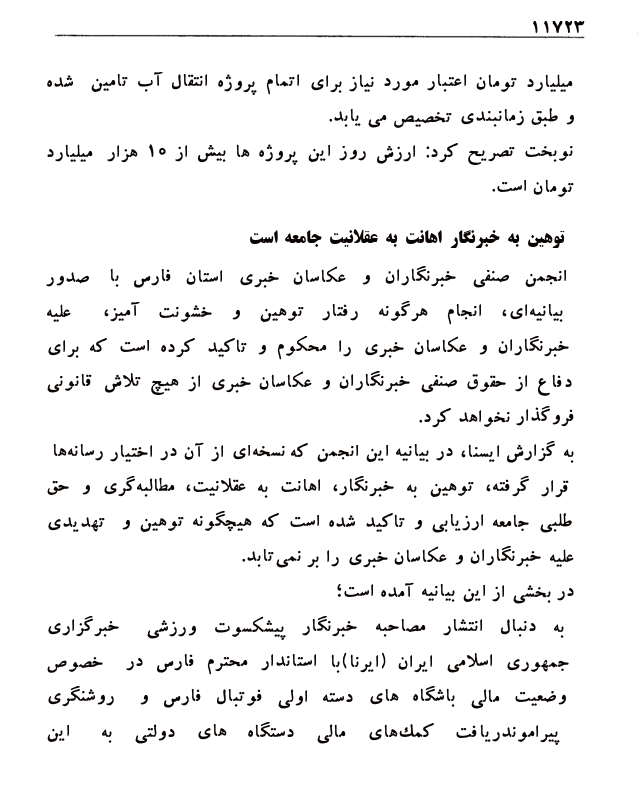 ۱۱۷۲۳
میلیارد تومان اعتبار مورد نیاز برای اتمام پروژه انتقال آب تامین شده
و طبق زمانبندی تخصیص می یابد.
نوبخت تصریح کرد: ارزش روز این پروژه ها بیش از ۱۵ هزار میلیارد
تومان است.
توهین به خبرنگار اهانت به عقلانیت جامعه است
انجمن صنفی خبرنگاران و عکاسان خبری استان فارس با صدور
بیانیه‌ای، انجام هرگونه رفتار توهین و خشونت آمیز، علیه
خبرنگاران و عکاسان خبری را محکوم و تاکید کرده است که برای
دفاع از حقوق صنفی خبرنگاران و عکاسان خبری از هیچ تلاش قانونی
فروگذار نخواهد کرد.
به گزارش ایسنا، در بیانیه این انجمن که نسخه‌ای از آن در اختیار رسانه‌ها
قرار گرفته، توهین به خبرنگار، اهانت به عقلانیت، مطالبه‌گری و حق
طلبی جامعه ارزیابی و تاکید شده است که هیچگونه توهین و تهدیدی
علیه خبرنگاران و عکاسان خبری را بر نمی‌تابد.
در بخشی از این بیانیه آمده است؛
به دنبال انتشار مصاحبه خبرنگار پیشکسوت ورزشی خبرگزاری
جمهوری اسلامی ایران (ایرنا)با استاندار محترم فارس در خصوص
وضعیت مالی باشگاه های دسته اولی فوتبال فارس و روشنگری
پیراموندریافت کمك‌های مالی دستگاه های دولتی به این